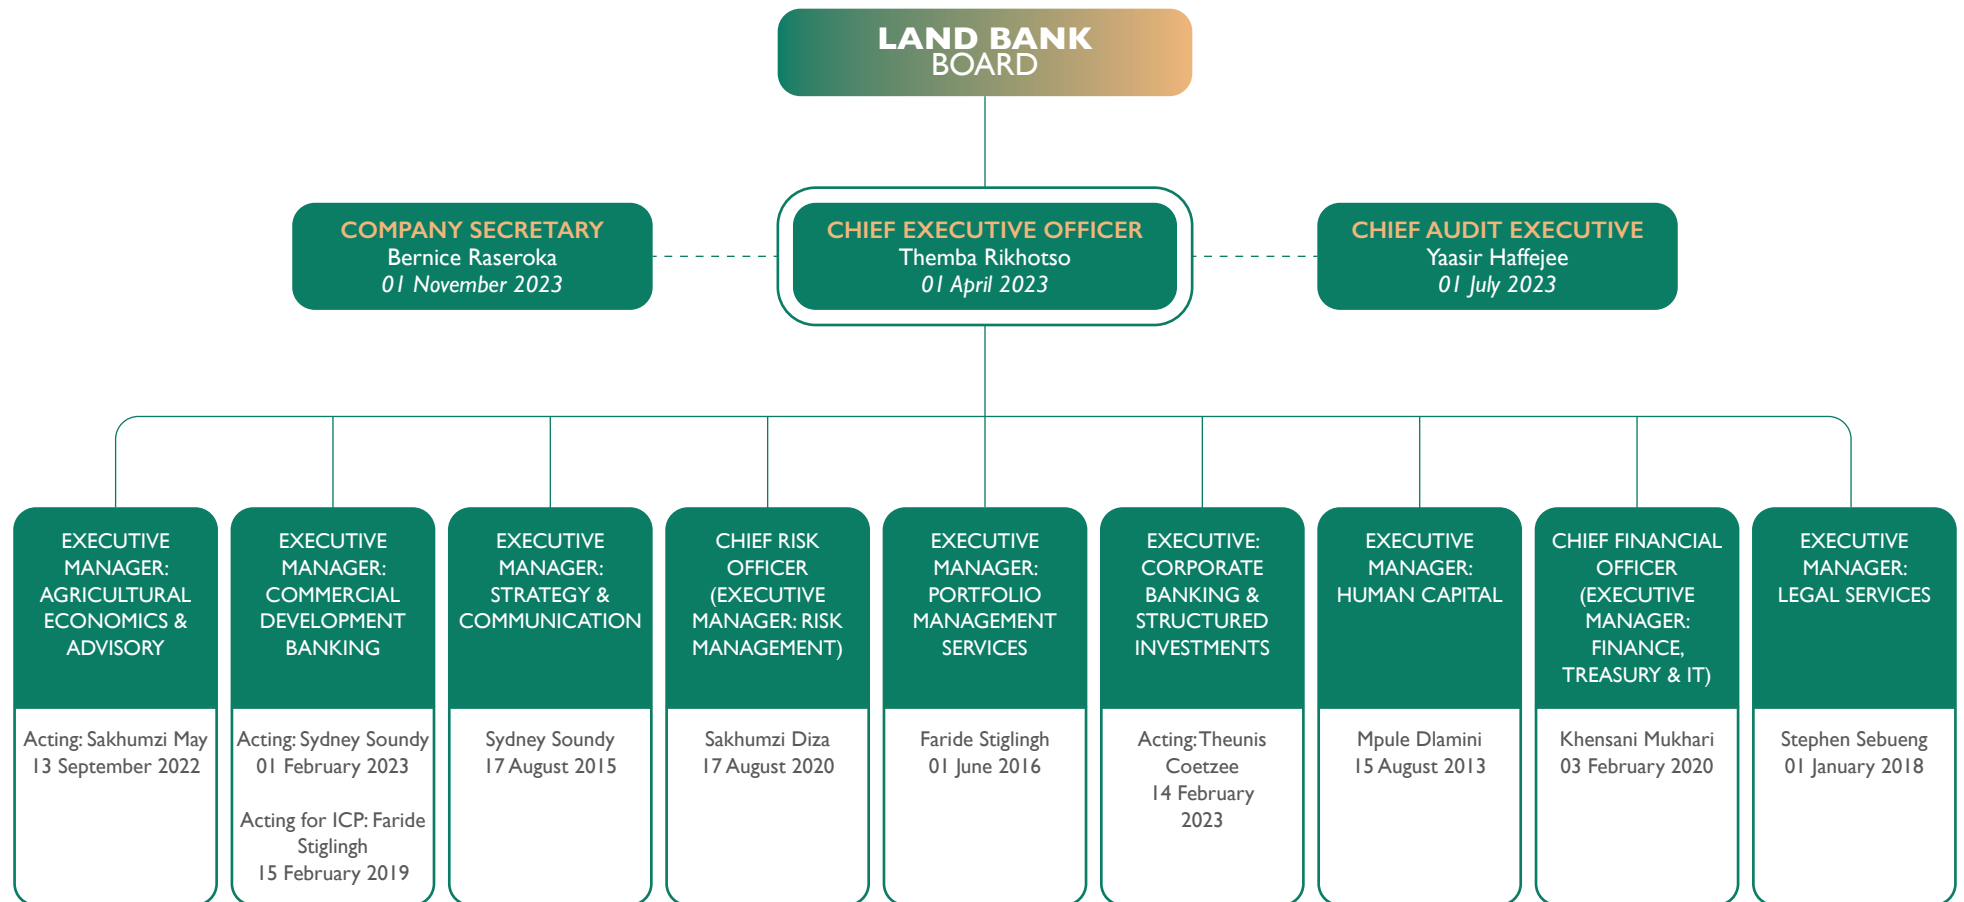 LAND BANK
BOARD
COMPANY SECRETARY
Bernice Raseroka
01 November 2023
CHIEF EXECUTIVE OFFICER
Themba Rikhotso
01 April 2023
CHIEF AUDIT EXECUTIVE
Yaasir Haffejee
01 July 2023
EXECUTIVE
MANAGER:
AGRICULTURAL
ECONOMICS &
ADVISORY
Acting: Sakhumzi May
13 September 2022
EXECUTIVE
MANAGER:
COMMERCIAL
DEVELOPMENT
BANKING
Acting: Sydney Soundy
01 February 2023
Acting for ICP: Faride
Stiglingh
15 February 2019
EXECUTIVE
MANAGER:
STRATEGY &
COMMUNICATION
Sydney Soundy
17 August 2015
CHIEF RISK
OFFICER
(EXECUTIVE
MANAGER: RISK
MANAGEMENT)
Sakhumzi Diza
17 August 2020
EXECUTIVE
MANAGER:
PORTFOLIO
MANAGEMENT
SERVICES
Faride Stiglingh
01 June 2016
EXECUTIVE:
CORPORATE
BANKING &
STRUCTURED
INVESTMENTS
Acting: Theunis
Coetzee
14 February
2023
EXECUTIVE
MANAGER:
HUMAN CAPITAL
Mpule Dlamini
15 August 2013
CHIEF FINANCIAL
OFFICER
(EXECUTIVE
MANAGER:
FINANCE,
TREASURY & IT)
Khensani Mukhari
03 February 2020
EXECUTIVE
MANAGER:
LEGAL SERVICES
Stephen Sebueng
01 January 2018